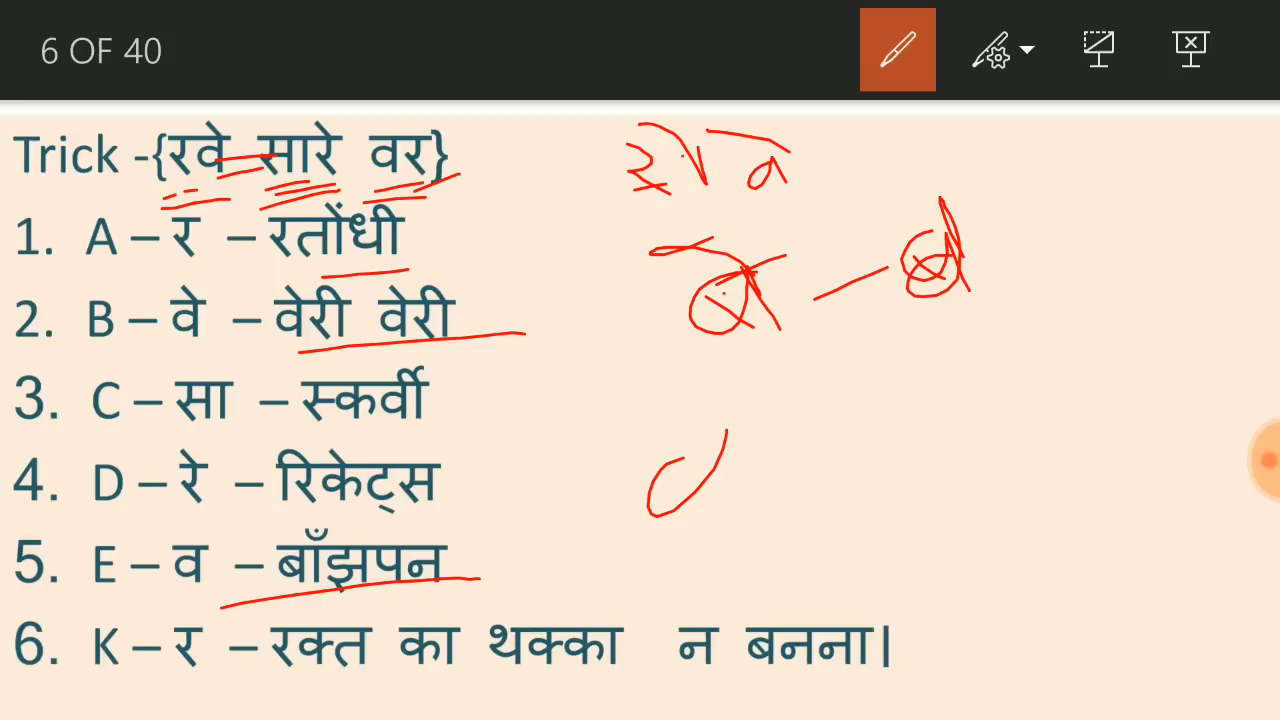 6 OF 40
Trick -{रवे सारे वर}
1. A – र – रतोंधी
2. B – वे – वेरी वेरी
3. C – सा – स्कर्वी
4. D – रे – रिकेट्स
5. E – व – बाँझपन
6. K – र – रक्त का थक्का न बनना।